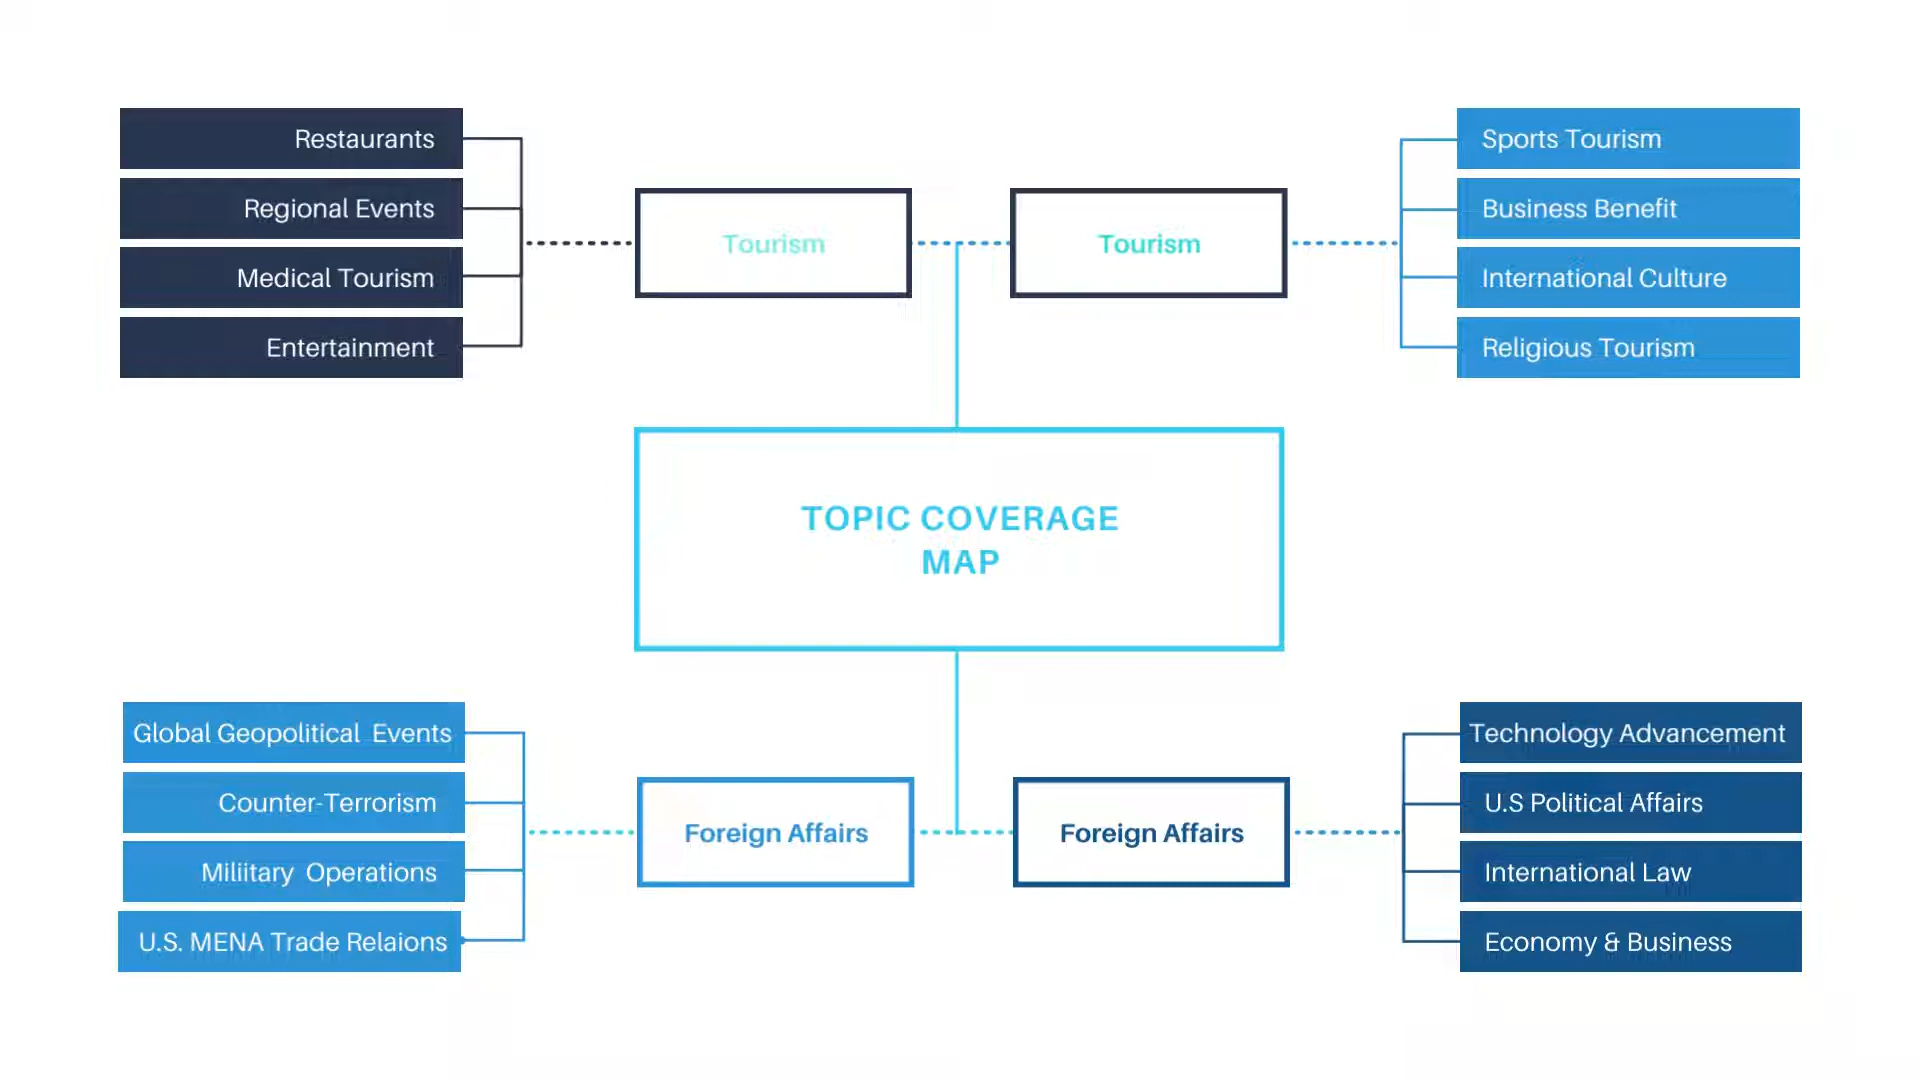 Restaurants
Regional Events
Medical Tourism
Entertainment
Tourism
Tourism
Sports Tourism
Business Benefit
International Culture
Religious Tourism
TOPIC COVERAGE
MAP
Global Geopolitical Events
Counter-Terrorism
Miliitary Operations
U.S. MENA Trade Relaions
Foreign Affairs
Foreign Affairs
Technology Advancement
U.S Political Affairs
International Law
Economy & Business